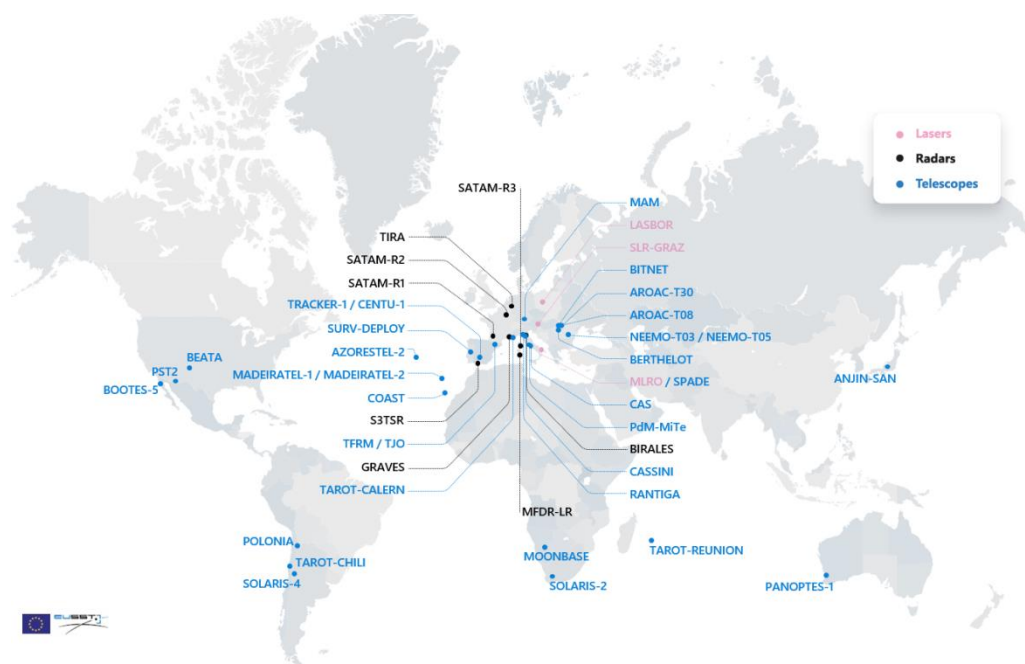 Lasers
Radars
Telescopes
SATAM-R3
TIRA
SATAM-R2
SATAM-R1
TRACKER-1 / CENTU-1
SURV-DEPLOY
AZORESTEL-2
MADEIRATEL-1 / MADEIRATEL-2
COAST
S3TSR
TFRM / TJO
GRAVES
TAROT-CALERN
MFDR-LR
MAM
LASBOR
SLR-GRAZ
BITNET
AROAC-T30
AROAC-T08
NEEMO-T03 / NEEMO-T05
BERTHELOT
MLRO / SPADE
CAS
PdM-MiTe
BIRALES
CASSINI
RANTIGA
BEATA
PST2
BOOTES-5
ANJIN-SAN
POLONIA
TAROT-CHILI
SOLARIS-4
MOONBASE
SOLARIS-2
TAROT-REUNION
PANOPTES-1
EUSST